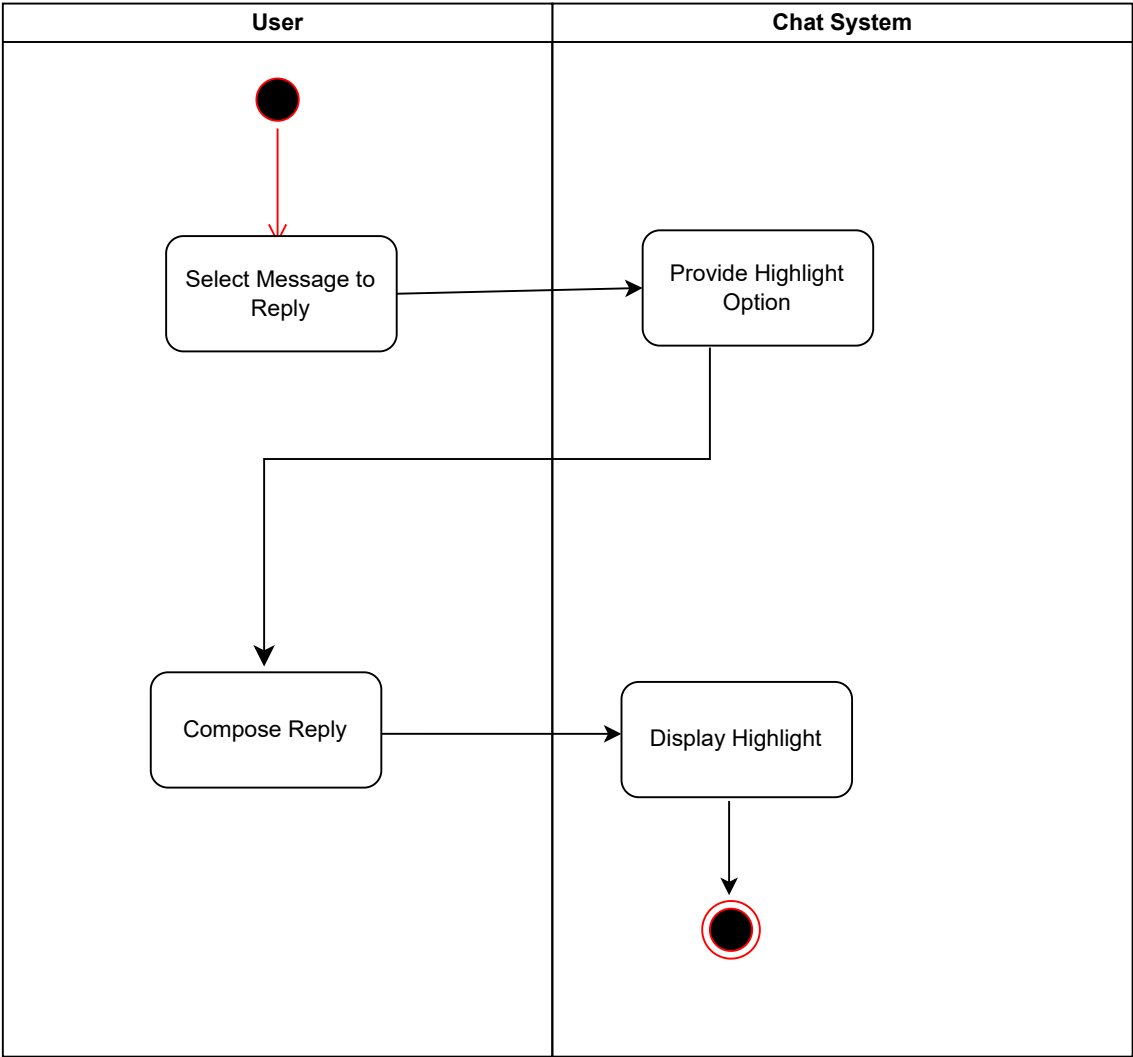 User
Chat System
Select Message to
Reply
Provide Highlight
Option
Compose Reply
Display Highlight